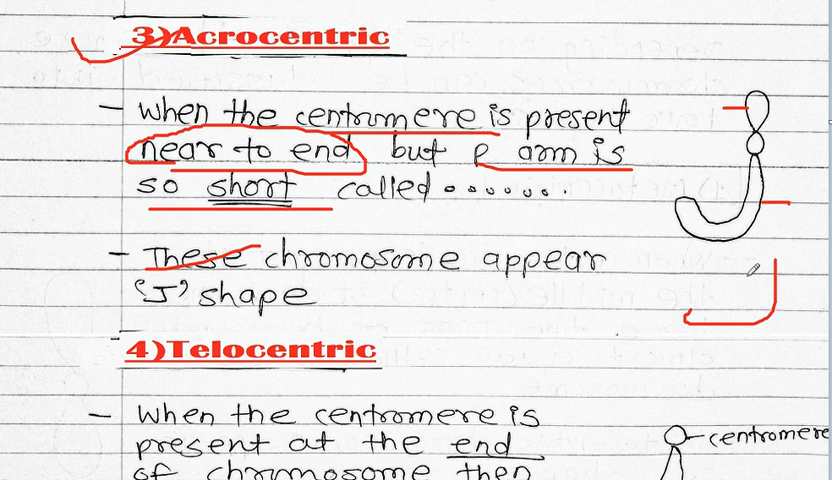 3)Acrocentric
– when the centromere is present
near to end but P arm is
so short called .......
– These chromosome appear
‘J’ shape
4)Telocentric
– When the centromere is
present at the end
of chromosome then
centromere